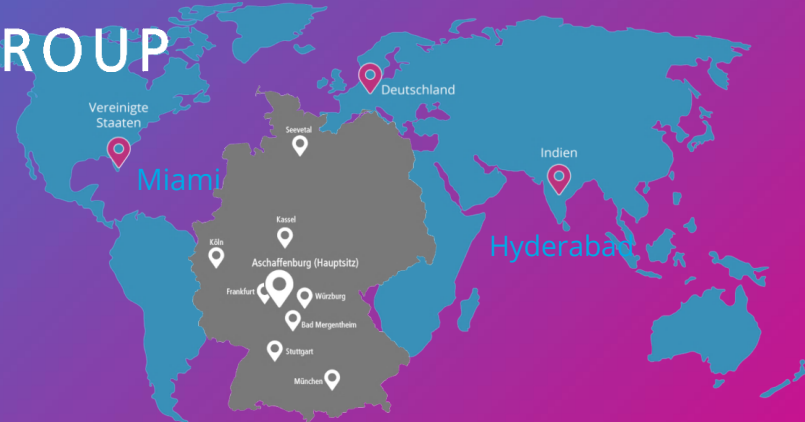 ROUP
Vereinigte
Staaten
Deutschland
Miami
Indien
Hyderabad
Seevetal
Kassel
Köln
Aschaffenburg (Hauptsitz)
Frankfurt
Würzburg
Bad Mergentheim
Stuttgart
München